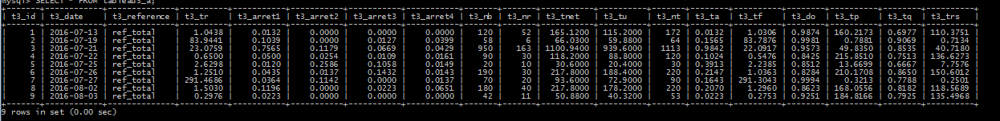 mysql> SELECT * FROM tableau3_a;
| t3_id | t3_date | t3_reference | t3_tr | t3_arret1 | t3_arret2 | t3_arret3 | t3_arret4 | t3_nb | t3_nr | t3_tnet | t3_tu | t3_nt | t3_ta | t3_tf | t3_do | t3_tp | t3_tq | t3_trs |
| 1 | 2016-07-13 | ref_total | 1.0438 | 0.0132 | 0.0000 | 0.0000 | 0.0000 | 120 | 52 | 165.1200 | 115.2000 | 172 | 0.0132 | 1.0306 | 0.9874 | 160.2173 | 0.6977 | 110.3751 |
| 2 | 2016-07-19 | ref_total | 83.9441 | 0.1039 | 0.0000 | 0.0127 | 0.0399 | 58 | 6 | 66.0300 | 59.8800 | 64 | 0.1565 | 83.7876 | 0.9981 | 0.7881 | 0.9069 | 0.7134 |
| 3 | 2016-07-21 | ref_total | 23.0759 | 0.7565 | 0.1179 | 0.0669 | 0.0429 | 950 | 163 | 1100.9400 | 939.6000 | 1113 | 0.9842 | 22.0917 | 0.9573 | 49.8350 | 0.8535 | 40.7180 |
| 4 | 2016-07-22 | ref_total | 0.6500 | 0.0500 | 0.0254 | 0.0109 | 0.0161 | 90 | 30 | 118.2000 | 88.8000 | 120 | 0.1024 | 0.5476 | 0.8425 | 215.8510 | 0.7513 | 136.6273 |
| 5 | 2016-07-25 | ref_total | 2.6298 | 0.0120 | 0.2586 | 0.1058 | 0.0149 | 20 | 10 | 30.6000 | 20.4000 | 30 | 0.3913 | 2.2385 | 0.8512 | 13.6699 | 0.6667 | 7.7576 |
| 6 | 2016-07-26 | ref_total | 1.2510 | 0.0435 | 0.0137 | 0.1432 | 0.0143 | 190 | 30 | 217.8000 | 188.4000 | 220 | 0.2147 | 1.0363 | 0.8284 | 210.1708 | 0.8650 | 150.6012 |
| 7 | 2016-07-27 | ref_total | 291.4686 | 0.0364 | 0.1142 | 0.0000 | 0.0137 | 70 | 20 | 93.6000 | 72.9000 | 90 | 0.1643 | 291.3043 | 0.9994 | 0.3213 | 0.7788 | 0.2501 |
| 8 | 2016-08-02 | ref_total | 1.5030 | 0.1196 | 0.0000 | 0.0223 | 0.0651 | 180 | 40 | 217.8000 | 178.2000 | 220 | 0.2070 | 1.2960 | 0.8623 | 168.0556 | 0.8182 | 118.5689 |
| 9 | 2016-08-03 | ref_total | 0.2976 | 0.0223 | 0.0000 | 0.0000 | 0.0000 | 42 | 11 | 50.8800 | 40.3200 | 53 | 0.0223 | 0.2753 | 0.9251 | 184.8166 | 0.7925 | 135.4968 |
9 rows in set (0.00 sec)